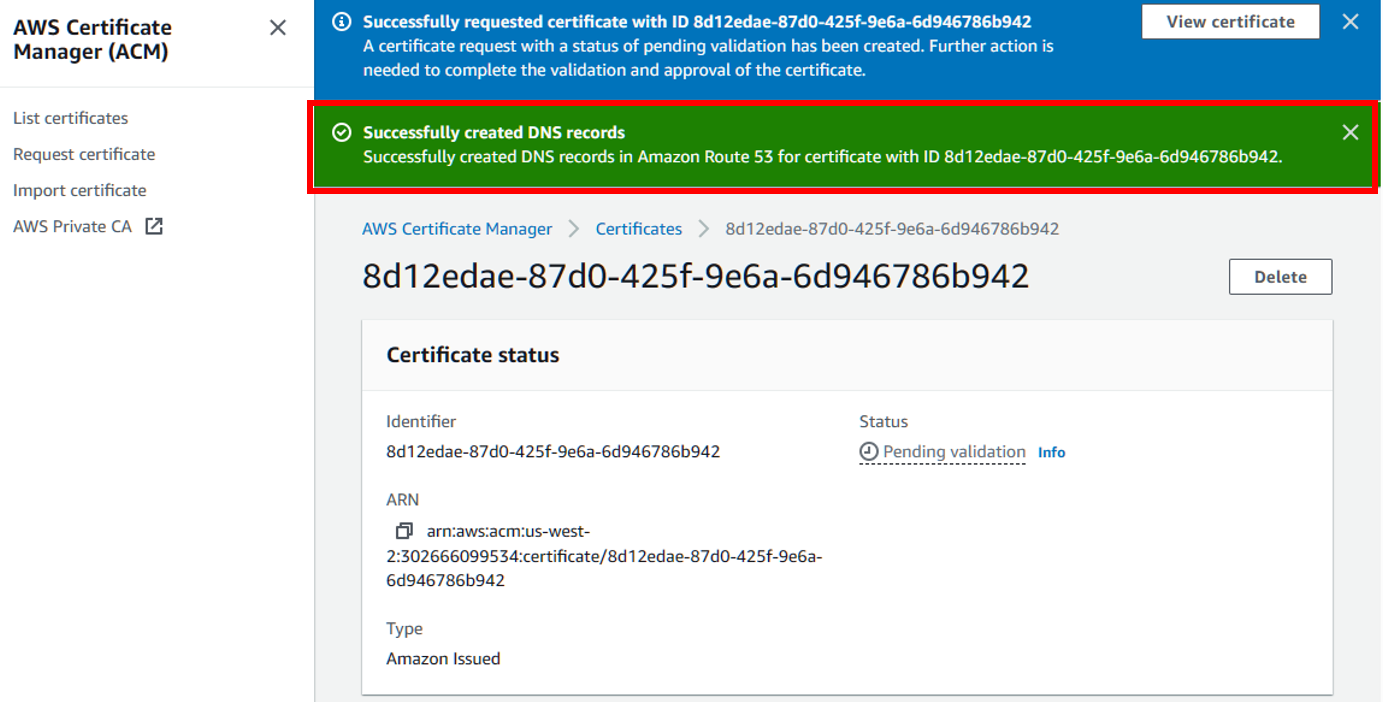 AWS Certificate
Manager (ACM)
List certificates
Request certificate
Import certificate
AWS Private CA
Successfully requested certificate with ID 8d12edae-87d0-425f-9e6a-6d946786b942
A certificate request with a status of pending validation has been created. Further action is
needed to complete the validation and approval of the certificate.
View certificate
Successfully created DNS records
Successfully created DNS records in Amazon Route 53 for certificate with ID 8d12edae-87d0-425f-9e6a-6d946786b942.
AWS Certificate Manager > Certificates > 8d12edae-87d0-425f-9e6a-6d946786b942
8d12edae-87d0-425f-9e6a-6d946786b942
Delete
Certificate status
Identifier
8d12edae-87d0-425f-9e6a-6d946786b942
Status
Pending validation Info
ARN
arn:aws:acm:us-west-
2:302666099534:certificate/8d12edae-87d0-425f-9e6a-
6d946786b942
Type
Amazon Issued